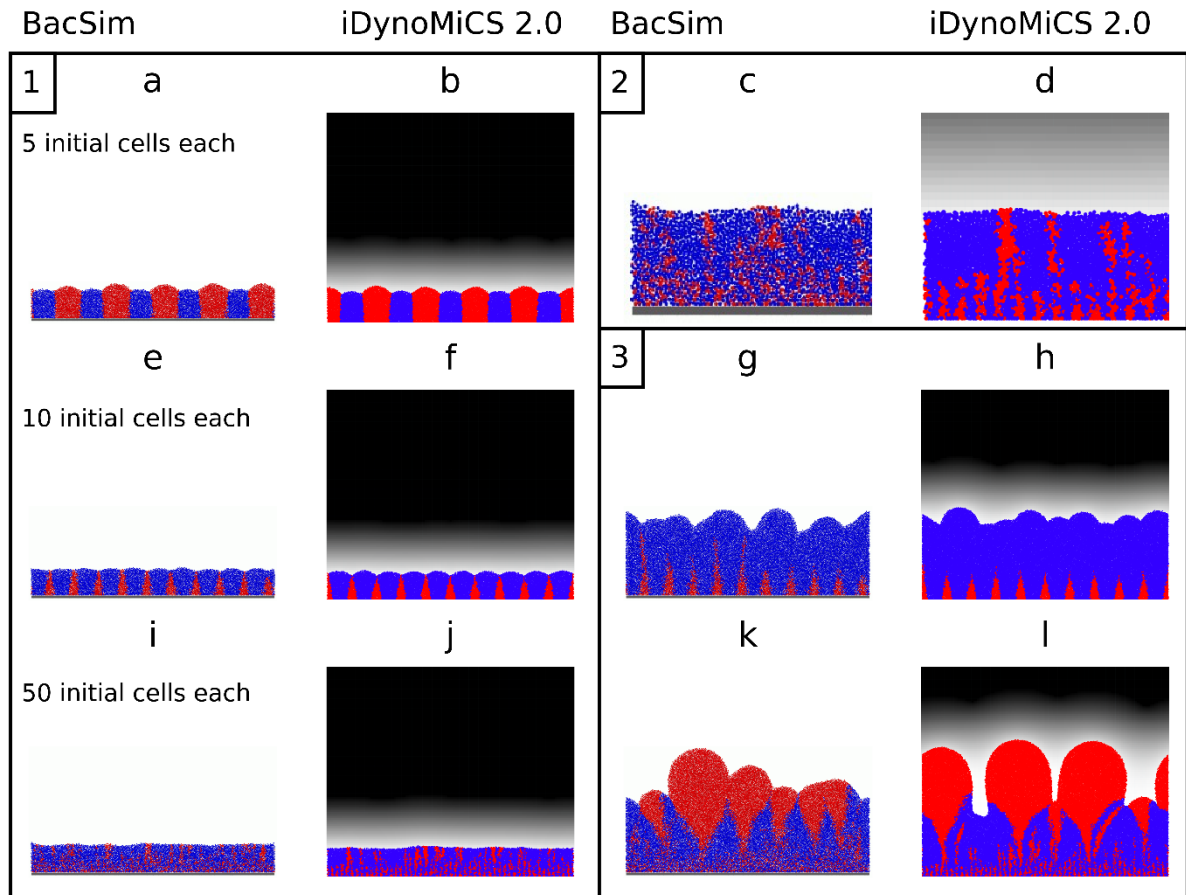 BacSim iDynoMiCS 2.0 BacSim iDynoMiCS 2.0
1 a b 2 c d
5 initial cells each
e f 3 g h
10 initial cells each
i j k l
50 initial cells each